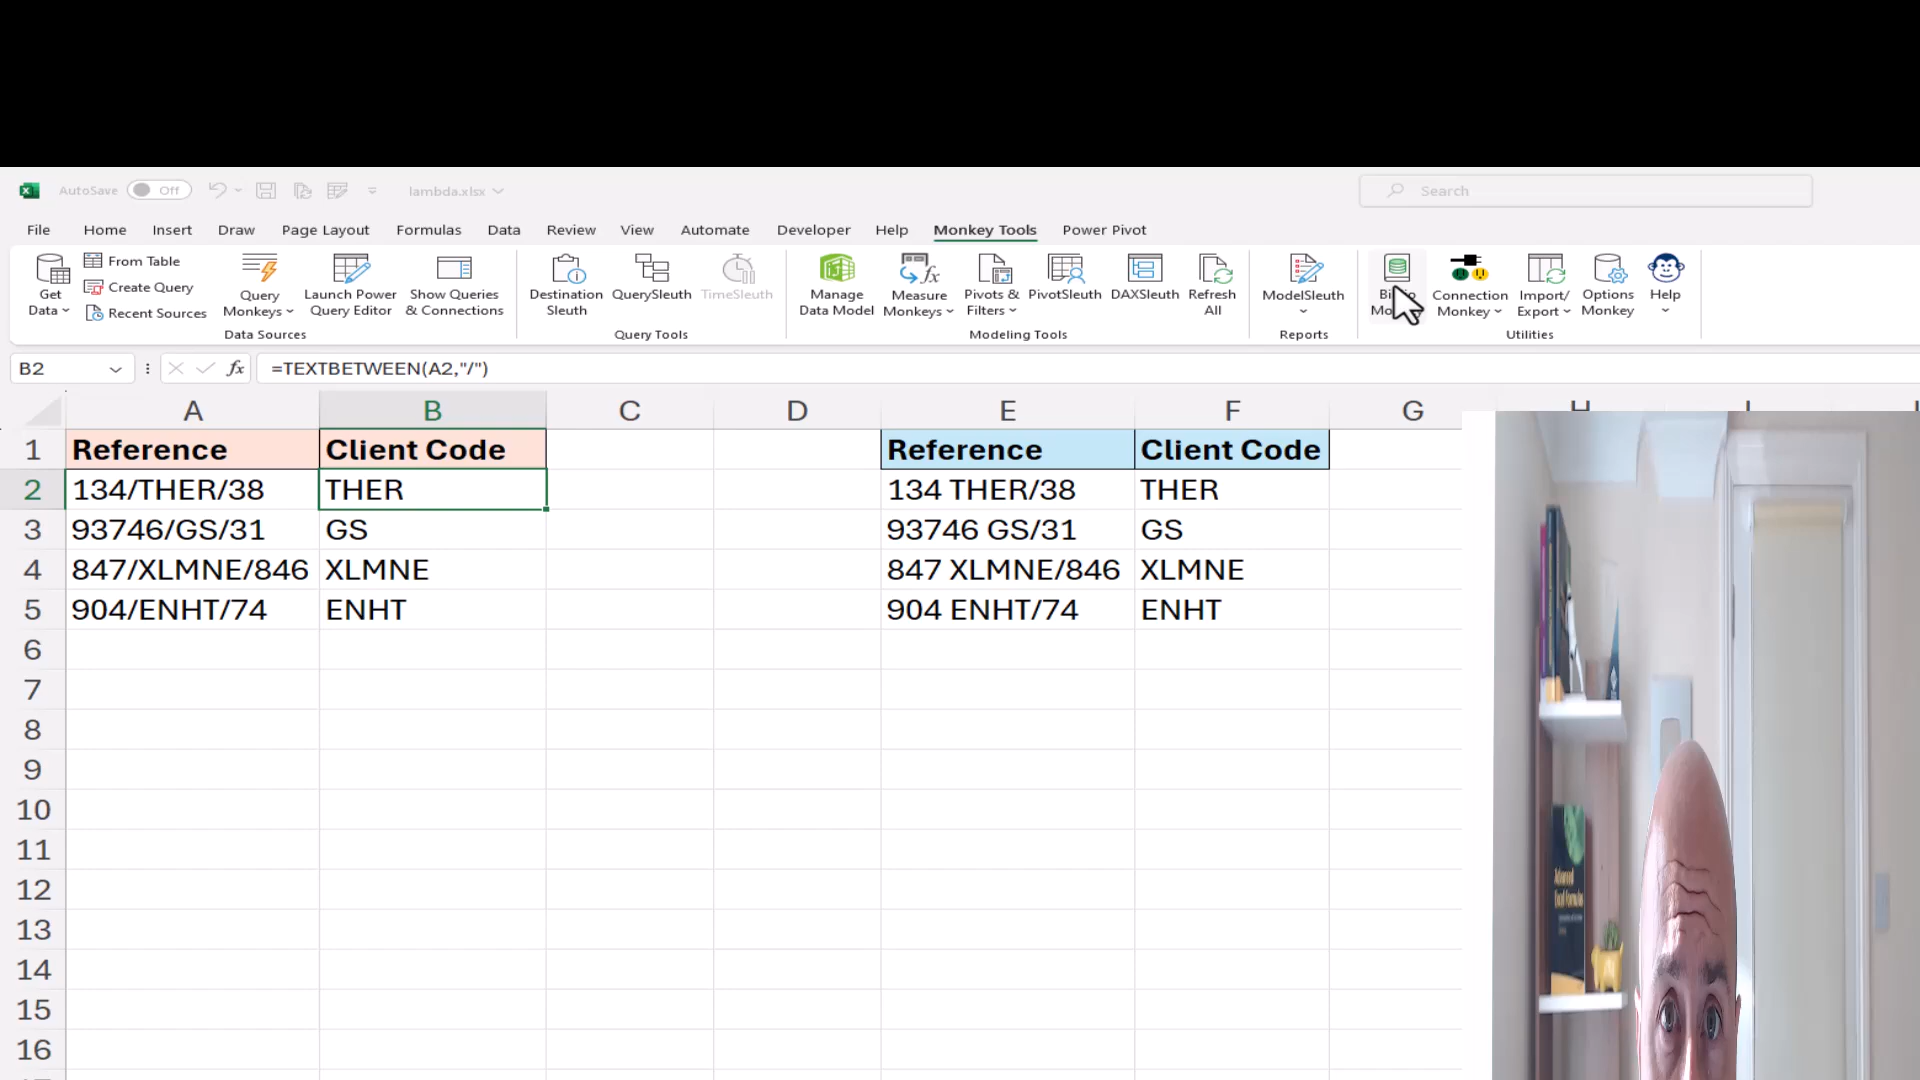 AutoSave Off lambda.xlsx Search
File Home Insert Draw Page Layout Formulas Data Review View Automate Developer Help Monkey Tools Power Pivot
Get Data
From Table
Create Query
Recent Sources
Query Monkeys
Launch Power Query Editor
Show Queries & Connections
Data Sources
Destination Sleuth
QuerySleuth
TimeSleuth
Query Tools
Manage Data Model
Measure Monkeys
Pivots & Filters
PivotSleuth
DAXSleuth
Refresh All
Modeling Tools
ModelSleuth
Reports
Connection Monkey
Import/ Export
Options Monkey
Help
Utilities
B2 fx =TEXTBETWEEN(A2,"/")
A B C D E F G
1 Reference Client Code Reference Client Code
2 134/THER/38 THER 134 THER/38 THER
3 93746/GS/31 GS 93746 GS/31 GS
4 847/XLMNE/846 XLMNE 847 XLMNE/846 XLMNE
5 904/ENHT/74 ENHT 904 ENHT/74 ENHT
6
7
8
9
10
11
12
13
14
15
16
Advanced
Excel Formulas